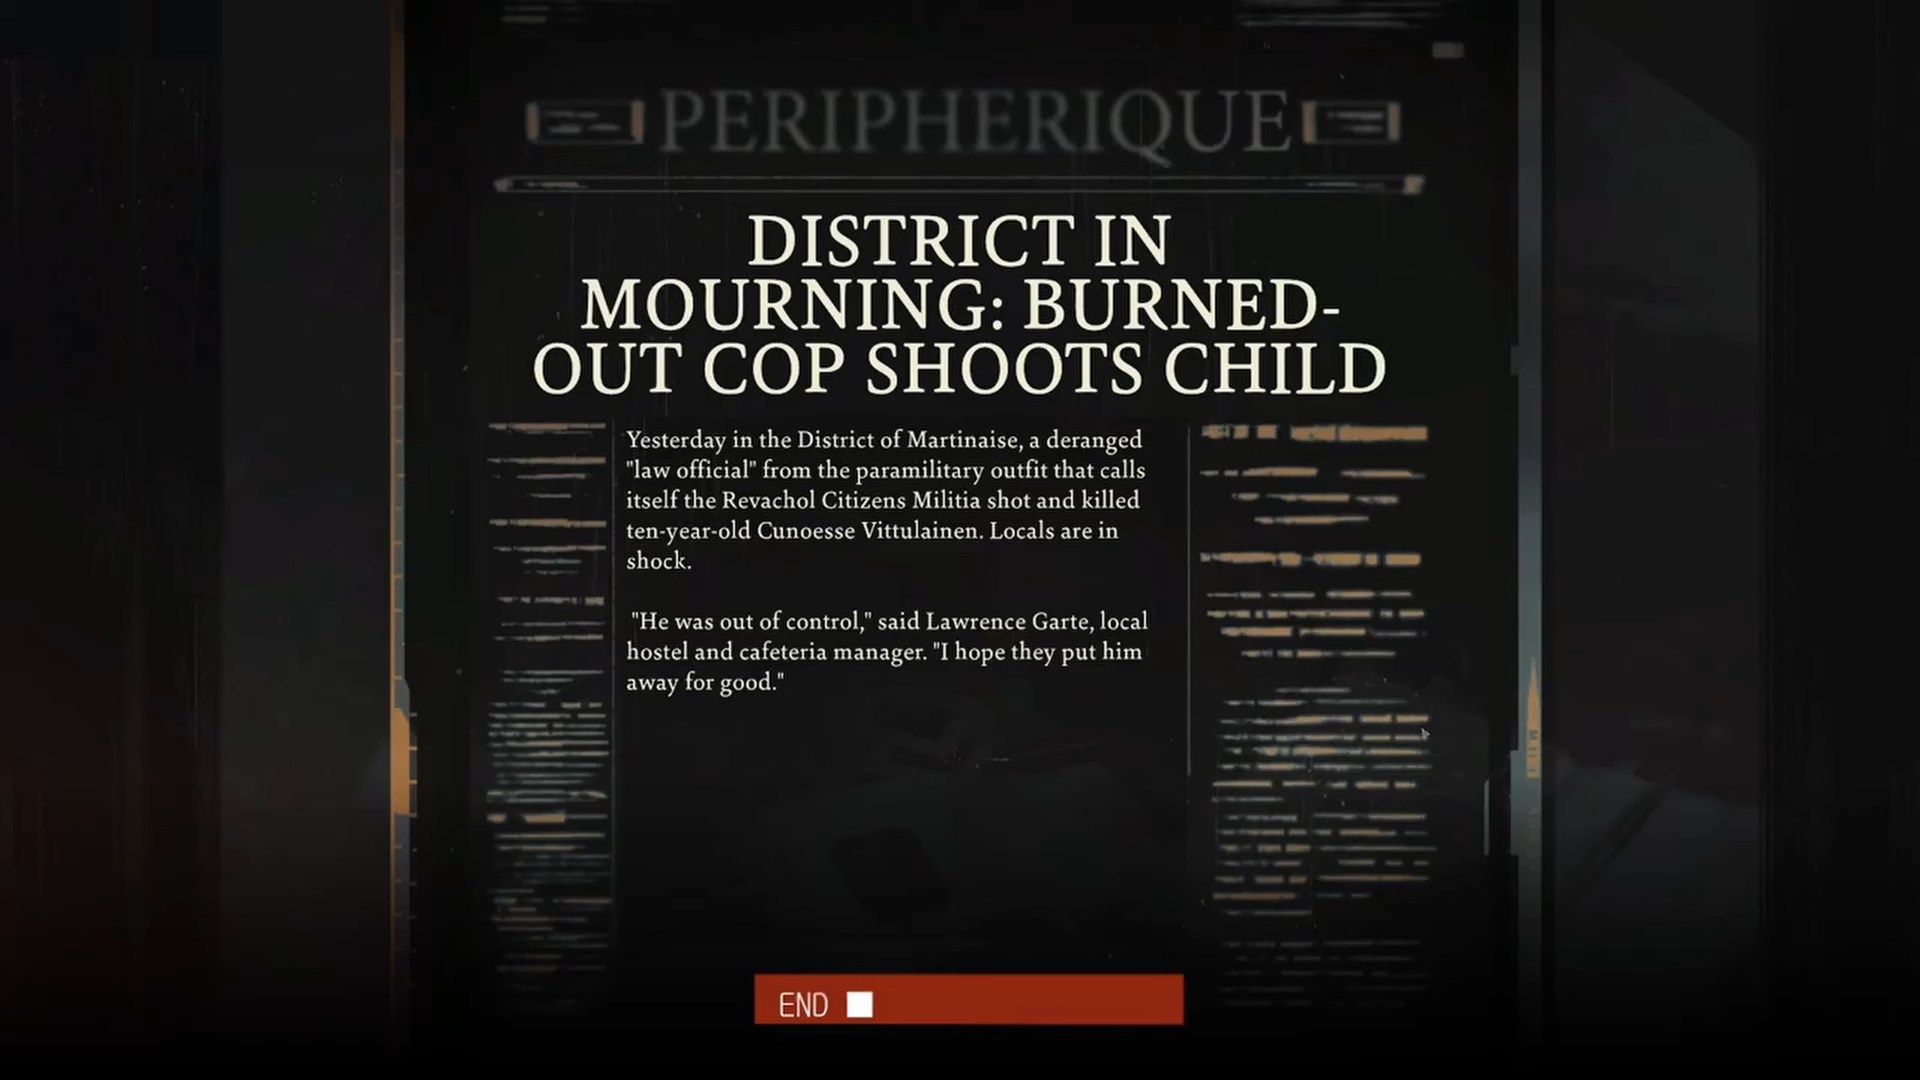 PERIPHERIQUE
DISTRICT IN
MOURNING: BURNED-
OUT COP SHOOTS CHILD
Yesterday in the District of Martinaise, a deranged
"law official" from the paramilitary outfit that calls
itself the Revachol Citizens Militia shot and killed
ten-year-old Cunoesse Vittulainen. Locals are in
shock.
"He was out of control," said Lawrence Garte, local
hostel and cafeteria manager. "I hope they put him
away for good."
END